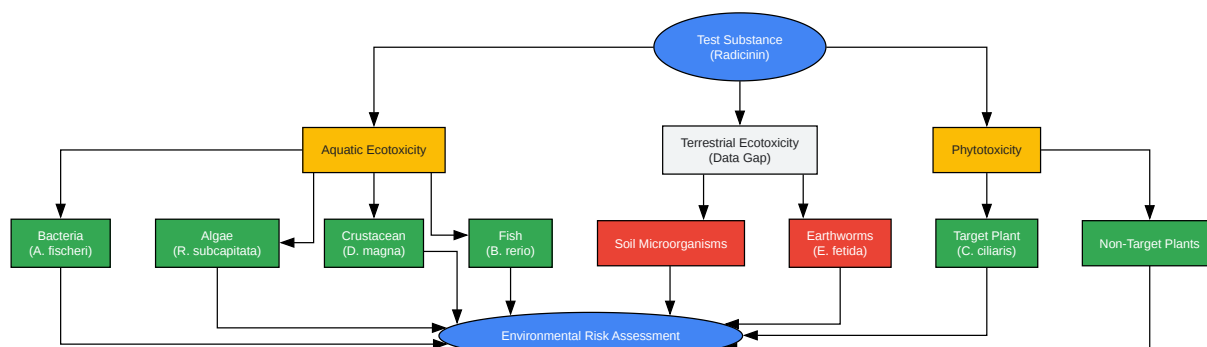 Test Substance
(Radicinin)
Aquatic Ecotoxicity
Terrestrial Ecotoxicity
(Data Gap)
Phytotoxicity
Bacteria
(A. fischeri)
Algae
(R. subcapitata)
Crustacean
(D. magna)
Fish
(B. rerio)
Soil Microorganisms
Earthworms
(E. fetida)
Target Plant
(C. ciliaris)
Non-Target Plants
Environmental Risk Assessment